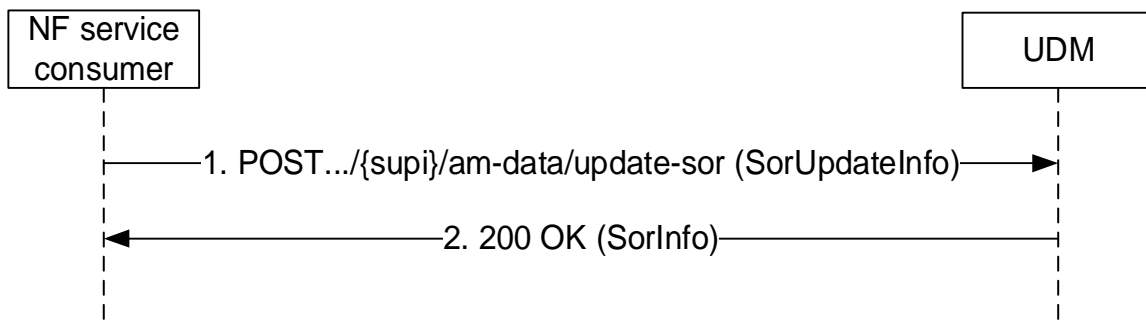 NF service
consumer
UDM
1. POST.../{supi}/am-data/update-sor (SorUpdateInfo)
2. 200 OK (SorInfo)